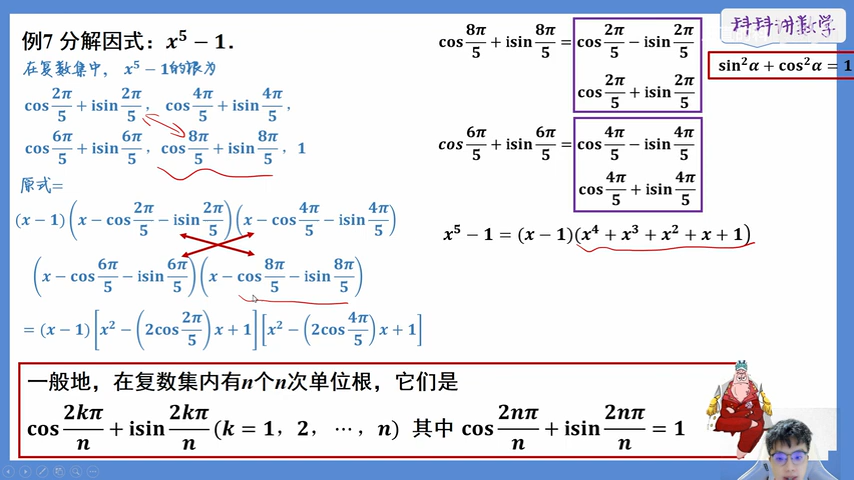 例7 分解因式：x⁵ − 1.
在复数集中，x⁵ − 1的根为
cos 2π/5 + isin 2π/5，cos 4π/5 + isin 4π/5，
cos 6π/5 + isin 6π/5，cos 8π/5 + isin 8π/5，1
原式=
(x − 1)(x − cos 2π/5 − isin 2π/5)(x − cos 4π/5 − isin 4π/5)
(x − cos 6π/5 − isin 6π/5)(x − cos 8π/5 − isin 8π/5)
= (x − 1)[x² − (2cos 2π/5)x + 1][x² − (2cos 4π/5)x + 1]
cos 8π/5 + isin 8π/5 = cos 2π/5 − isin 2π/5
cos 2π/5 + isin 2π/5
sin²α + cos²α = 1
cos 6π/5 + isin 6π/5 = cos 4π/5 − isin 4π/5
cos 4π/5 + isin 4π/5
x⁵ − 1 = (x − 1)(x⁴ + x³ + x² + x + 1)
一般地，在复数集内有n个n次单位根，它们是
cos 2kπ/n + isin 2kπ/n (k = 1，2，⋯，n) 其中 cos 2nπ/n + isin 2nπ/n = 1